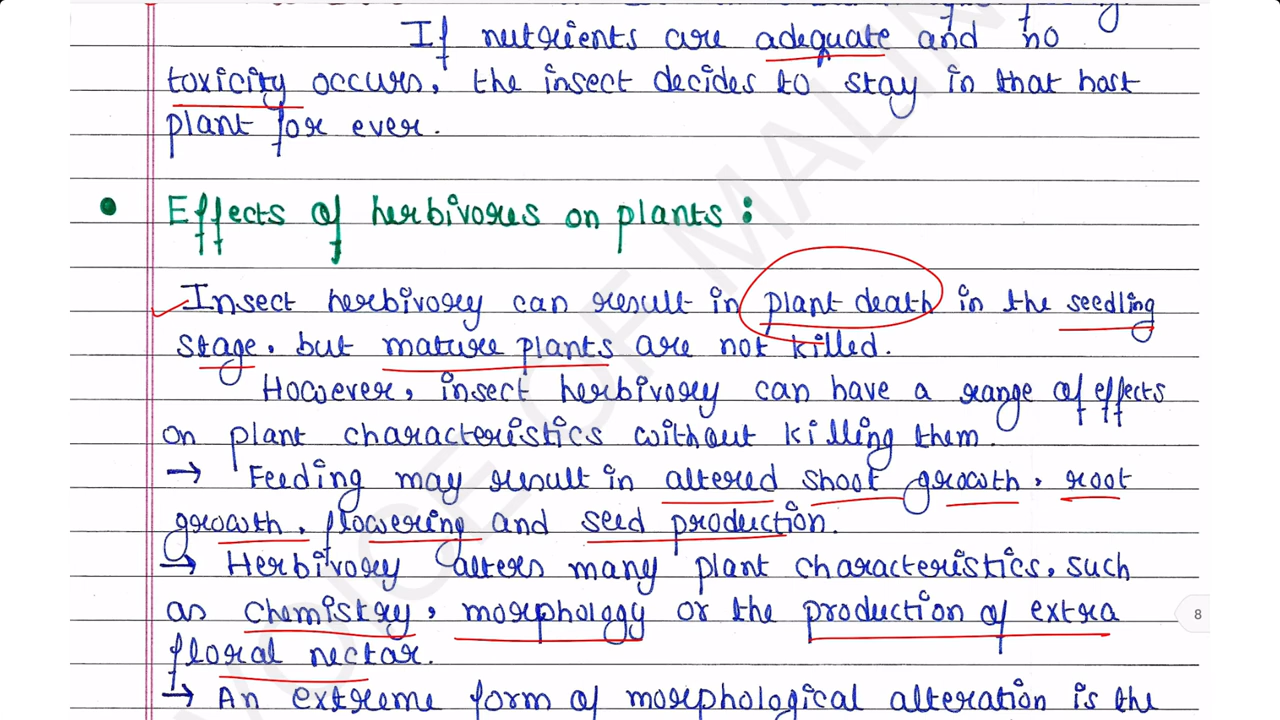 If nutrients are adequate and no
toxicity occurs, the insect decides to stay in that host
plant for ever.
• Effects of herbivores on plants:
Insect herbivory can result in plant death in the seedling
stage, but mature plants are not killed.
However, insect herbivory can have a range of effects
on plant characteristics without killing them.
→ Feeding may result in altered shoot growth, root
growth, flowering and seed production.
→ Herbivory alters many plant characteristics, such
as chemistry, morphology or the production of extra
floral nectar.
→ An extreme form of morphological alteration is the
8
VOICE OF MALIN